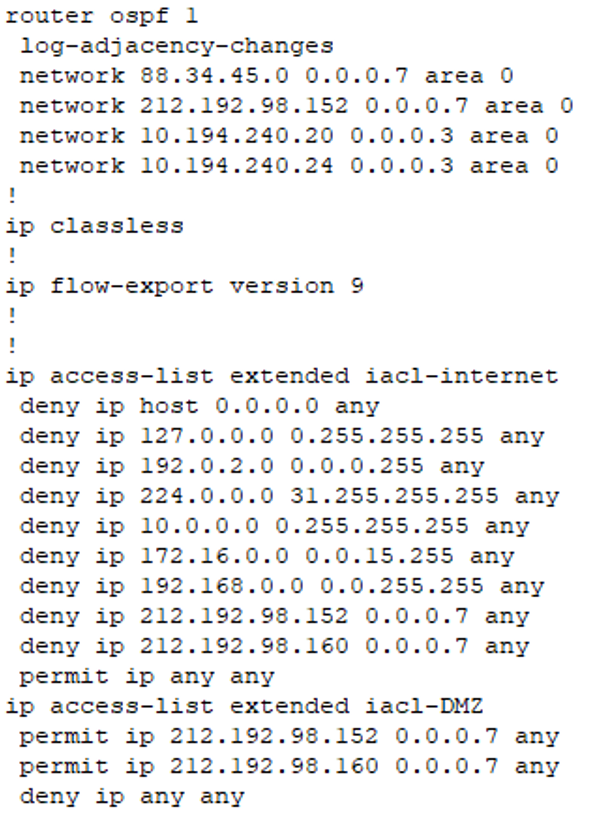 router ospf 1
log-adjacency-changes
network 88.34.45.0 0.0.0.7 area 0
network 212.192.98.152 0.0.0.7 area 0
network 10.194.240.20 0.0.0.3 area 0
network 10.194.240.24 0.0.0.3 area 0
!
ip classless
!
ip flow-export version 9
!
!
ip access-list extended iacl-internet
deny ip host 0.0.0.0 any
deny ip 127.0.0.0 0.255.255.255 any
deny ip 192.0.2.0 0.0.0.255 any
deny ip 224.0.0.0 31.255.255.255 any
deny ip 10.0.0.0 0.255.255.255 any
deny ip 172.16.0.0 0.0.15.255 any
deny ip 192.168.0.0 0.0.255.255 any
deny ip 212.192.98.152 0.0.0.7 any
deny ip 212.192.98.160 0.0.0.7 any
permit ip any any
ip access-list extended iacl-DMZ
permit ip 212.192.98.152 0.0.0.7 any
permit ip 212.192.98.160 0.0.0.7 any
deny ip any any